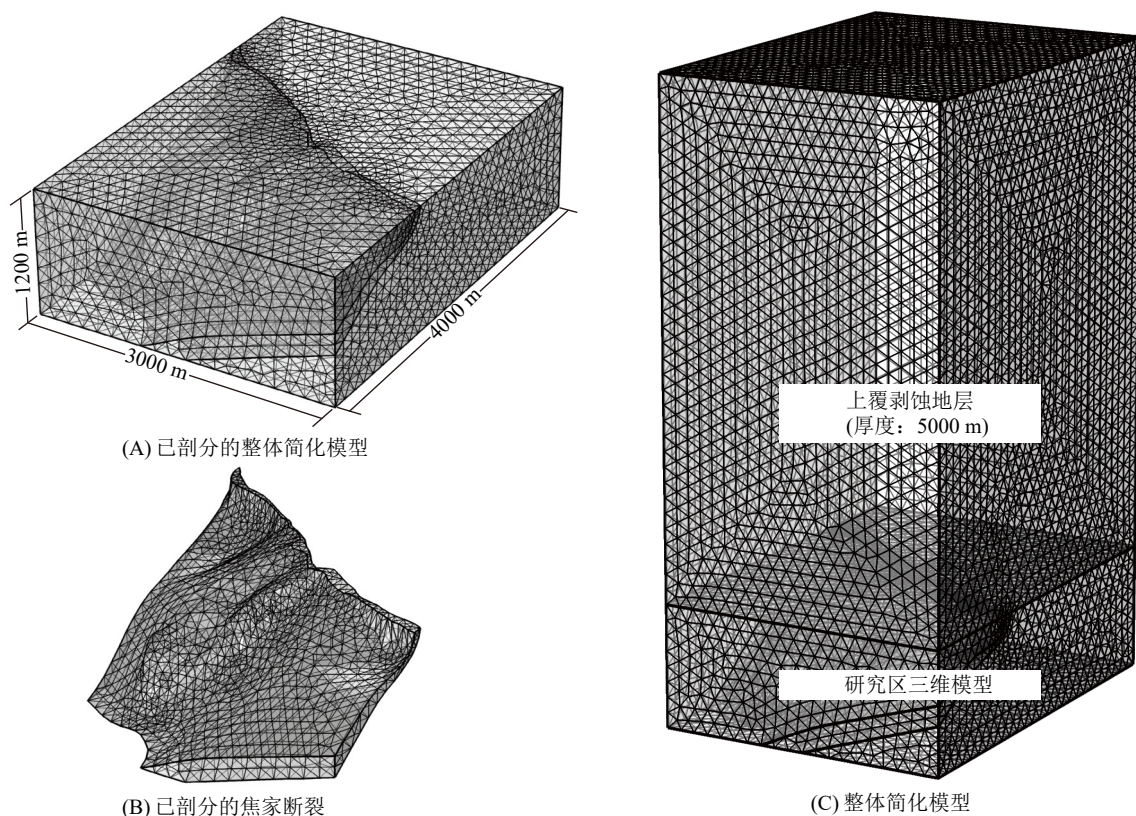 1200 m
3000 m
4000 m
(A) 已剖分的整体简化模型
(B) 已剖分的焦家断裂
上覆剥蚀地层
(厚度：5000 m)
研究区三维模型
(C) 整体简化模型